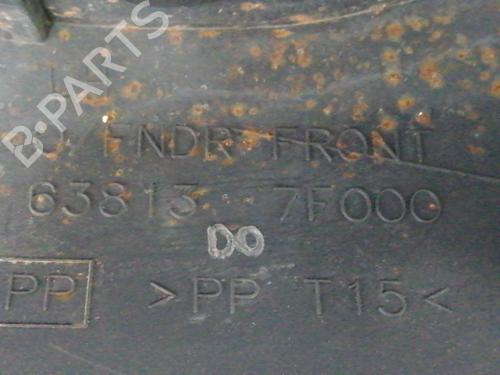 B-PARTS
FNDR FRONT
63813 7F000
DO
PP >PP T15<